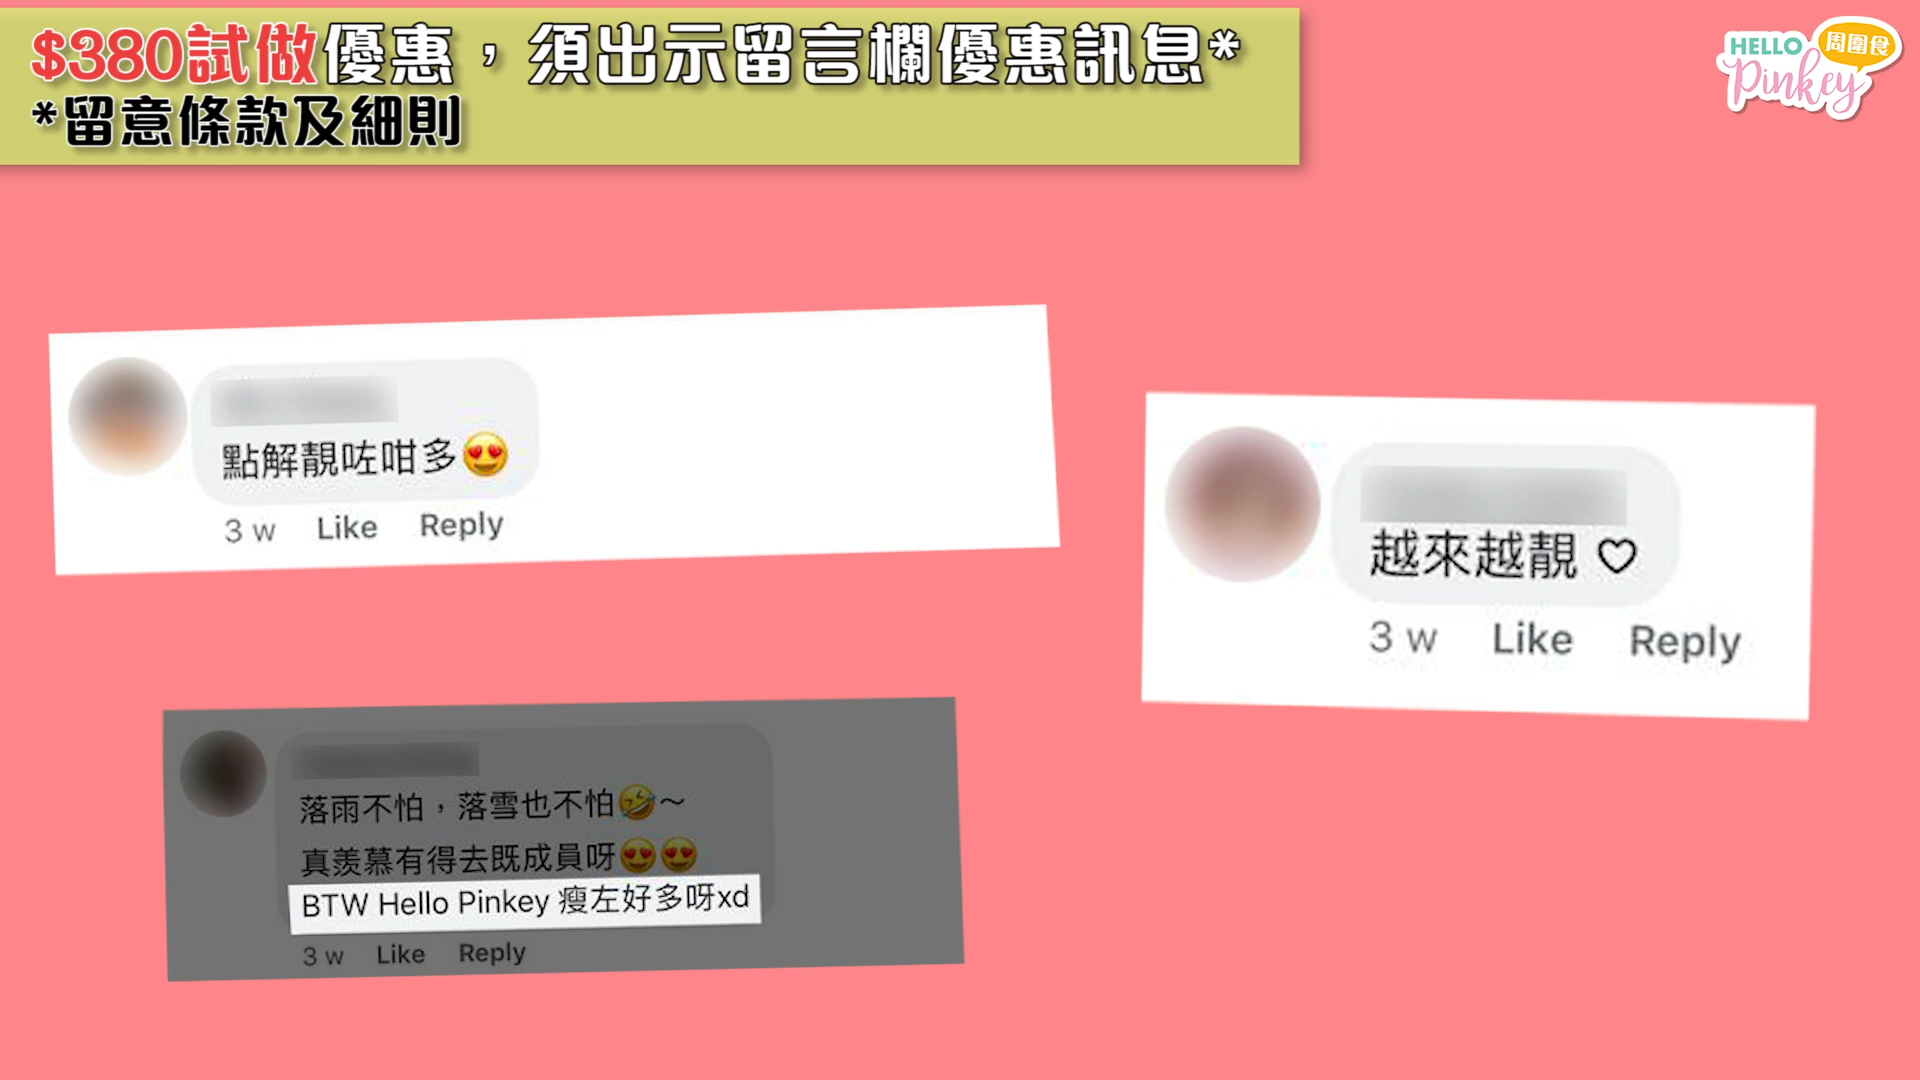 $380試做優惠，須出示留言欄優惠訊息*
*留意條款及細則
HELLO
Pinkey
周圍食
點解靚咗咁多😍
3 w Like Reply
越來越靚 ♡
3 w Like Reply
落雨不怕，落雪也不怕🤣～
真羨慕有得去既成員呀😍😍
BTW Hello Pinkey 瘦左好多呀xd
3 w Like Reply